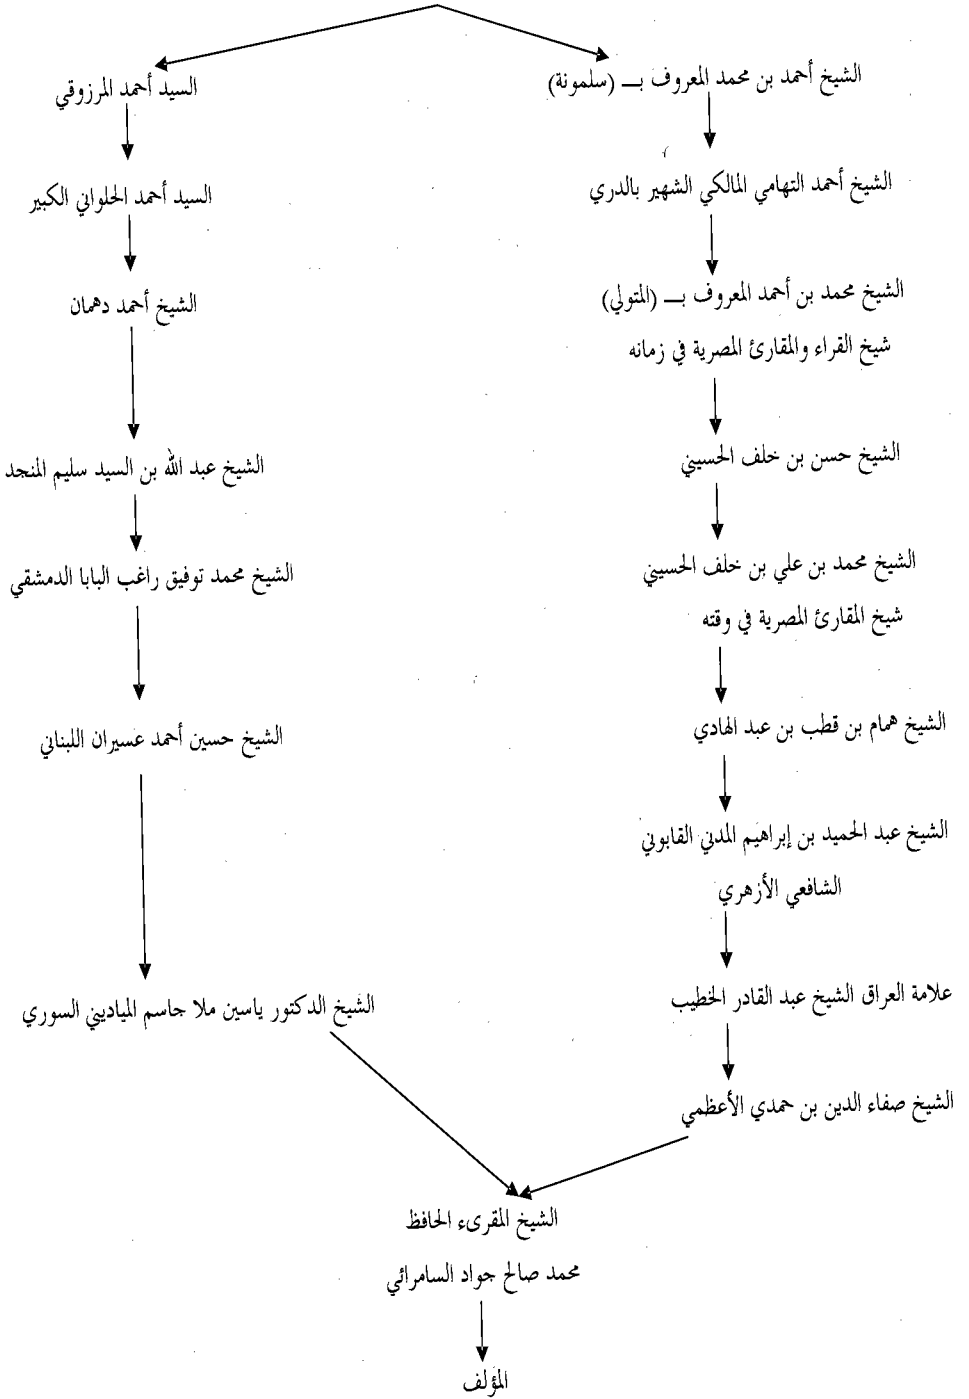 الشيخ أحمد بن محمد المعروف بـــ (سلمونة)
السيد أحمد المرزوقي
الشيخ أحمد التهامي المالكي الشهير بالدري
السيد أحمد الحلواني الكبير
الشيخ محمد بن أحمد المعروف بـــ (المتولي)
شيخ القراء والمقارئ المصرية في زمانه
الشيخ أحمد دهمان
الشيخ حسن بن خلف الحسيني
الشيخ عبد الله بن السيد سليم المنجد
الشيخ محمد بن علي بن خلف الحسيني
شيخ المقارئ المصرية في وقته
الشيخ محمد توفيق راغب البابا الدمشقي
الشيخ همام بن قطب بن عبد الهادي
الشيخ حسين أحمد عسيران اللبناني
الشيخ عبد الحميد بن إبراهيم المدني القابوني
الشافعي الأزهري
علامة العراق الشيخ عبد القادر الخطيب
الشيخ الدكتور ياسين ملا جاسم المياديني السوري
الشيخ صفاء الدين بن حمدي الأعظمي
الشيخ المقرىء الحافظ
محمد صالح جواد السامرائي
المؤلف